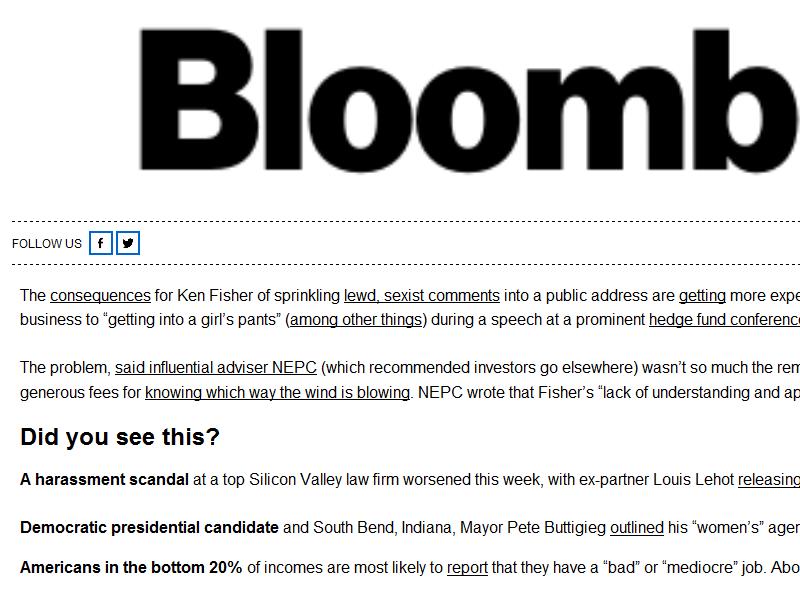 Bloomb
FOLLOW US
The consequences for Ken Fisher of sprinkling lewd, sexist comments into a public address are getting more expe
business to “getting into a girl’s pants” (among other things) during a speech at a prominent hedge fund conference
The problem, said influential adviser NEPC (which recommended investors go elsewhere) wasn’t so much the rem
generous fees for knowing which way the wind is blowing. NEPC wrote that Fisher’s “lack of understanding and ap
Did you see this?
A harassment scandal at a top Silicon Valley law firm worsened this week, with ex-partner Louis Lehot releasing
Democratic presidential candidate and South Bend, Indiana, Mayor Pete Buttigieg outlined his “women’s” agen
Americans in the bottom 20% of incomes are most likely to report that they have a “bad” or “mediocre” job. Abo